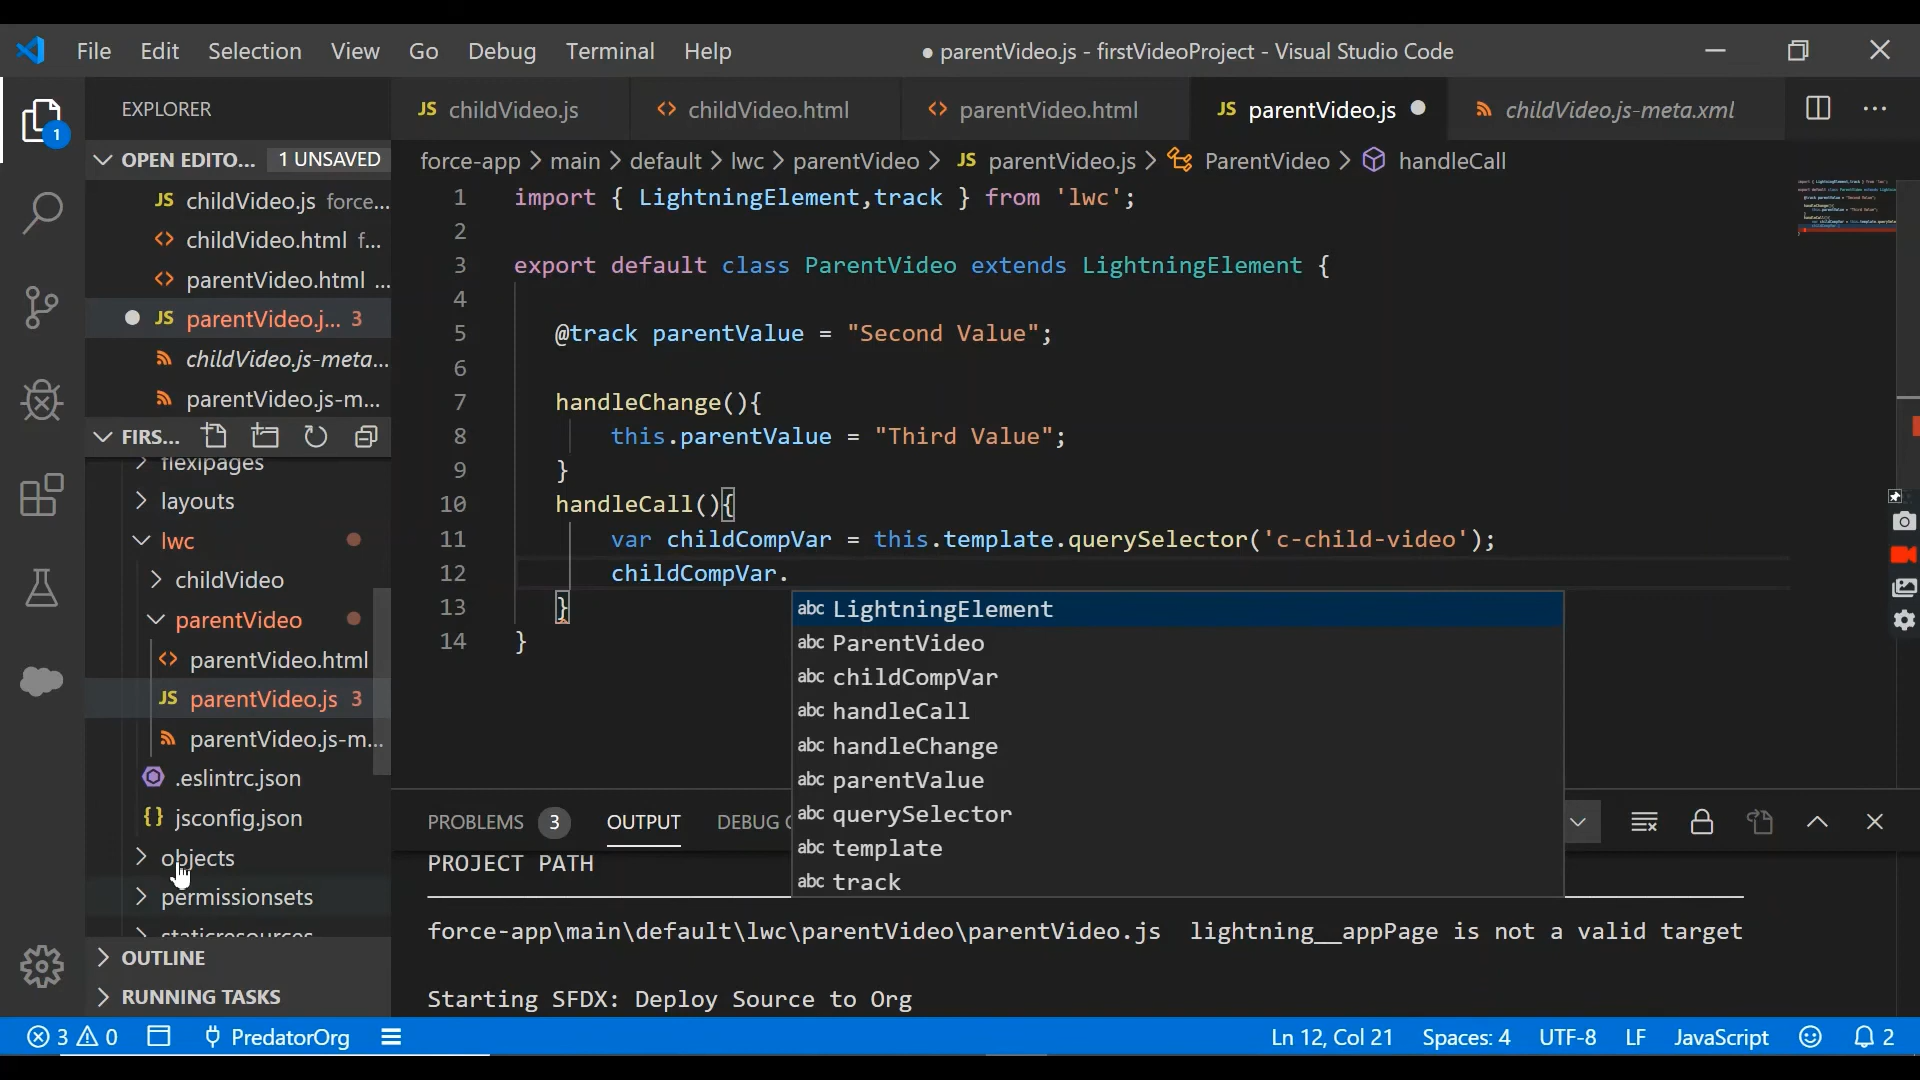 File Edit Selection View Go Debug Terminal Help ● parentVideo.js - firstVideoProject - Visual Studio Code
EXPLORER
JS childVideo.js <> childVideo.html <> parentVideo.html JS parentVideo.js ● childVideo.js-meta.xml ...
OPEN EDITO... 1 UNSAVED
force-app > main > default > lwc > parentVideo > JS parentVideo.js > ParentVideo > handleCall
JS childVideo.js force...
<> childVideo.html f...
<> parentVideo.html ...
● JS parentVideo.j... 3
childVideo.js-meta...
parentVideo.js-m...
FIRS...
flexipages
layouts
lwc
childVideo
parentVideo
<> parentVideo.html
JS parentVideo.js 3
parentVideo.js-m...
.eslintrc.json
{} jsconfig.json
objects
permissionsets
staticresources
OUTLINE
RUNNING TASKS
1 import { LightningElement,track } from 'lwc';
2
3 export default class ParentVideo extends LightningElement {
4
5 @track parentValue = "Second Value";
6
7 handleChange(){
8 this.parentValue = "Third Value";
9 }
10 handleCall(){
11 var childCompVar = this.template.querySelector('c-child-video');
12 childCompVar.
13 }
14 }
abc LightningElement
abc ParentVideo
abc childCompVar
abc handleCall
abc handleChange
abc parentValue
abc querySelector
abc template
abc track
PROBLEMS 3 OUTPUT DEBUG C
PROJECT PATH
force-app\main\default\lwc\parentVideo\parentVideo.js lightning__appPage is not a valid target
Starting SFDX: Deploy Source to Org
1
3 0 PredatorOrg Ln 12, Col 21 Spaces: 4 UTF-8 LF JavaScript 2